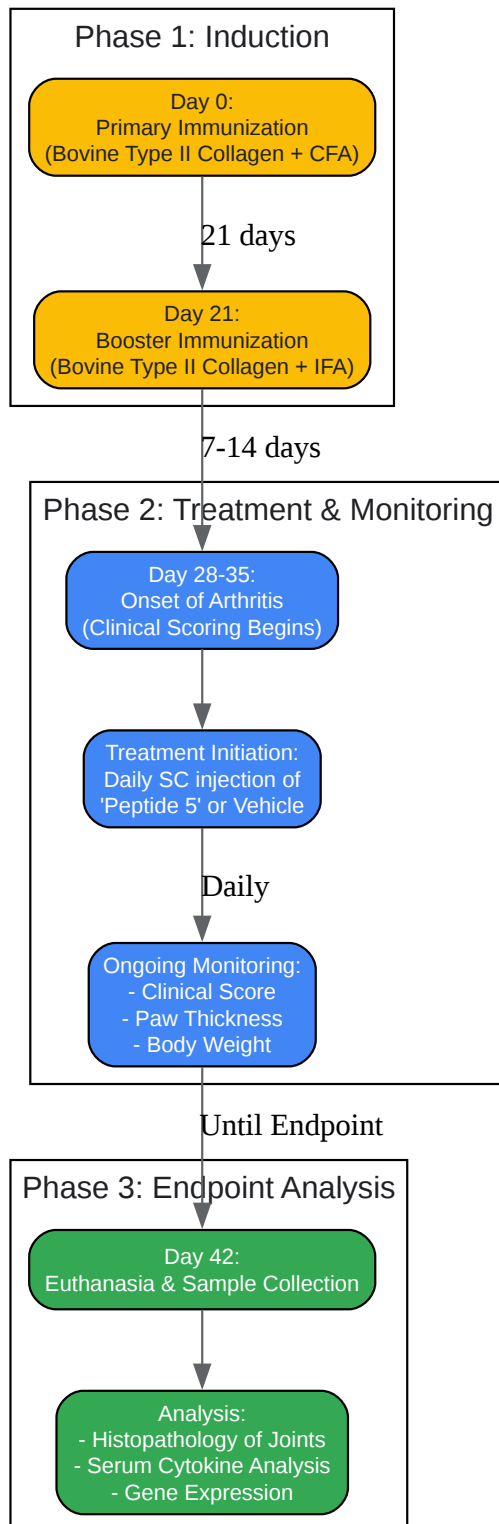 Phase 1: Induction
Day 0:
Primary Immunization
(Bovine Type II Collagen + CFA)
21 days
Day 21:
Booster Immunization
(Bovine Type II Collagen + IFA)
7-14 days
Phase 2: Treatment & Monitoring
Day 28-35:
Onset of Arthritis
(Clinical Scoring Begins)
Treatment Initiation:
Daily SC injection of
'Peptide 5' or Vehicle
Daily
Ongoing Monitoring:
- Clinical Score
- Paw Thickness
- Body Weight
Until Endpoint
Phase 3: Endpoint Analysis
Day 42:
Euthanasia & Sample Collection
Analysis:
- Histopathology of Joints
- Serum Cytokine Analysis
- Gene Expression